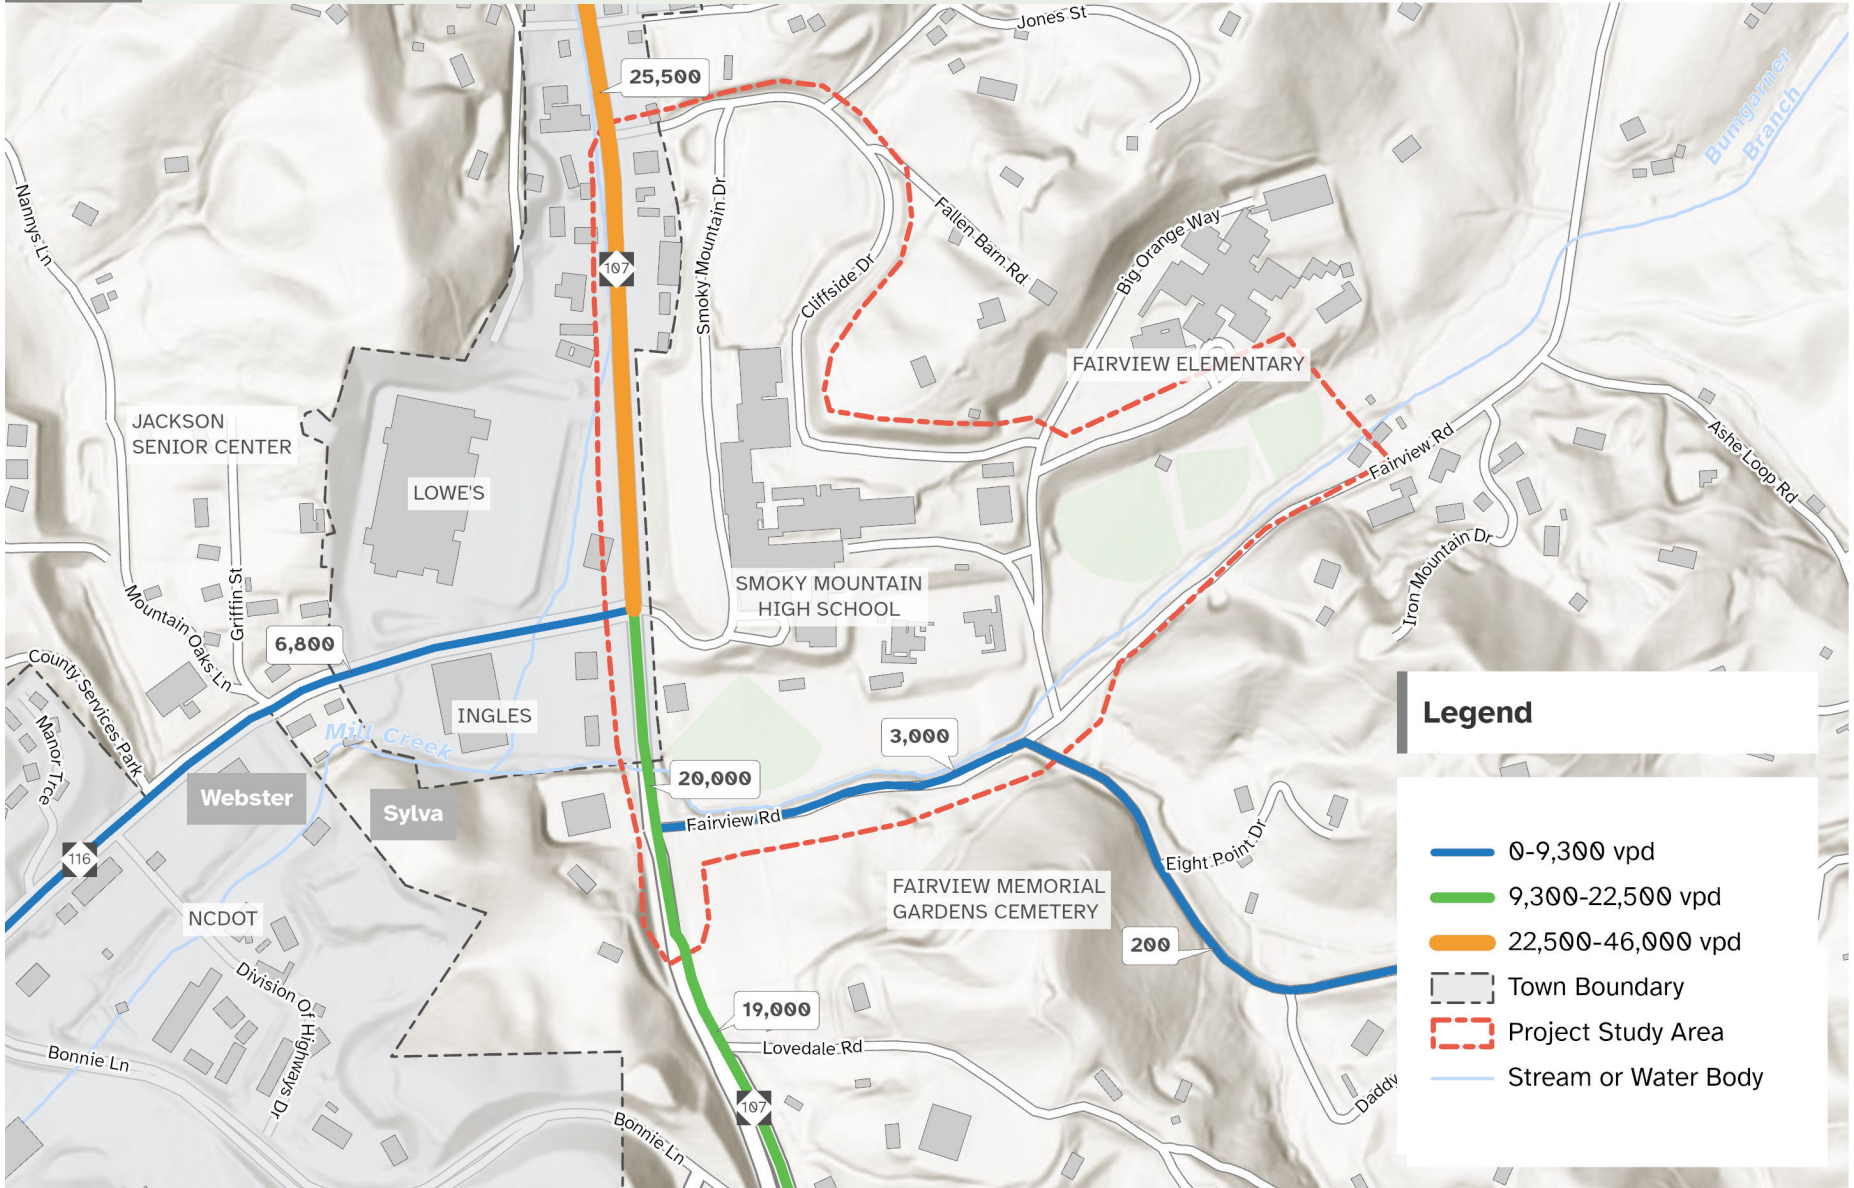 Jones St
25,500
Bumgarner
Branch
Nannys Ln
Smoky Mountain Dr
Fallen Barn Rd
Big Orange Way
Cliffside Dr
107
FAIRVIEW ELEMENTARY
JACKSON
SENIOR CENTER
LOWE'S
Fairview Rd
Ashe Loop Rd
Iron Mountain Dr
Griffin St
Mountain Oaks Ln
SMOKY MOUNTAIN
HIGH SCHOOL
6,800
County Services Park
Manor Trce
INGLES
Mill Creek
3,000
20,000
Webster
Sylva
Fairview Rd
116
Eight Point Dr
FAIRVIEW MEMORIAL
GARDENS CEMETERY
NCDOT
200
Division Of Highways Dr
19,000
Lovedale Rd
Bonnie Ln
107
Bonnie Ln
Daddy
Legend
0-9,300 vpd
9,300-22,500 vpd
22,500-46,000 vpd
Town Boundary
Project Study Area
Stream or Water Body